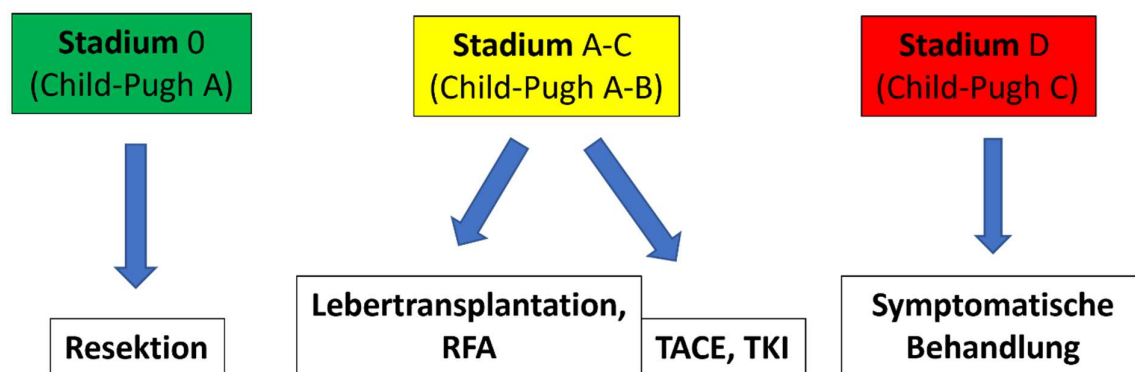 Stadium 0
(Child-Pugh A)
Stadium A-C
(Child-Pugh A-B)
Stadium D
(Child-Pugh C)
Resektion
Lebertransplantation,
RFA
TACE, TKI
Symptomatische
Behandlung